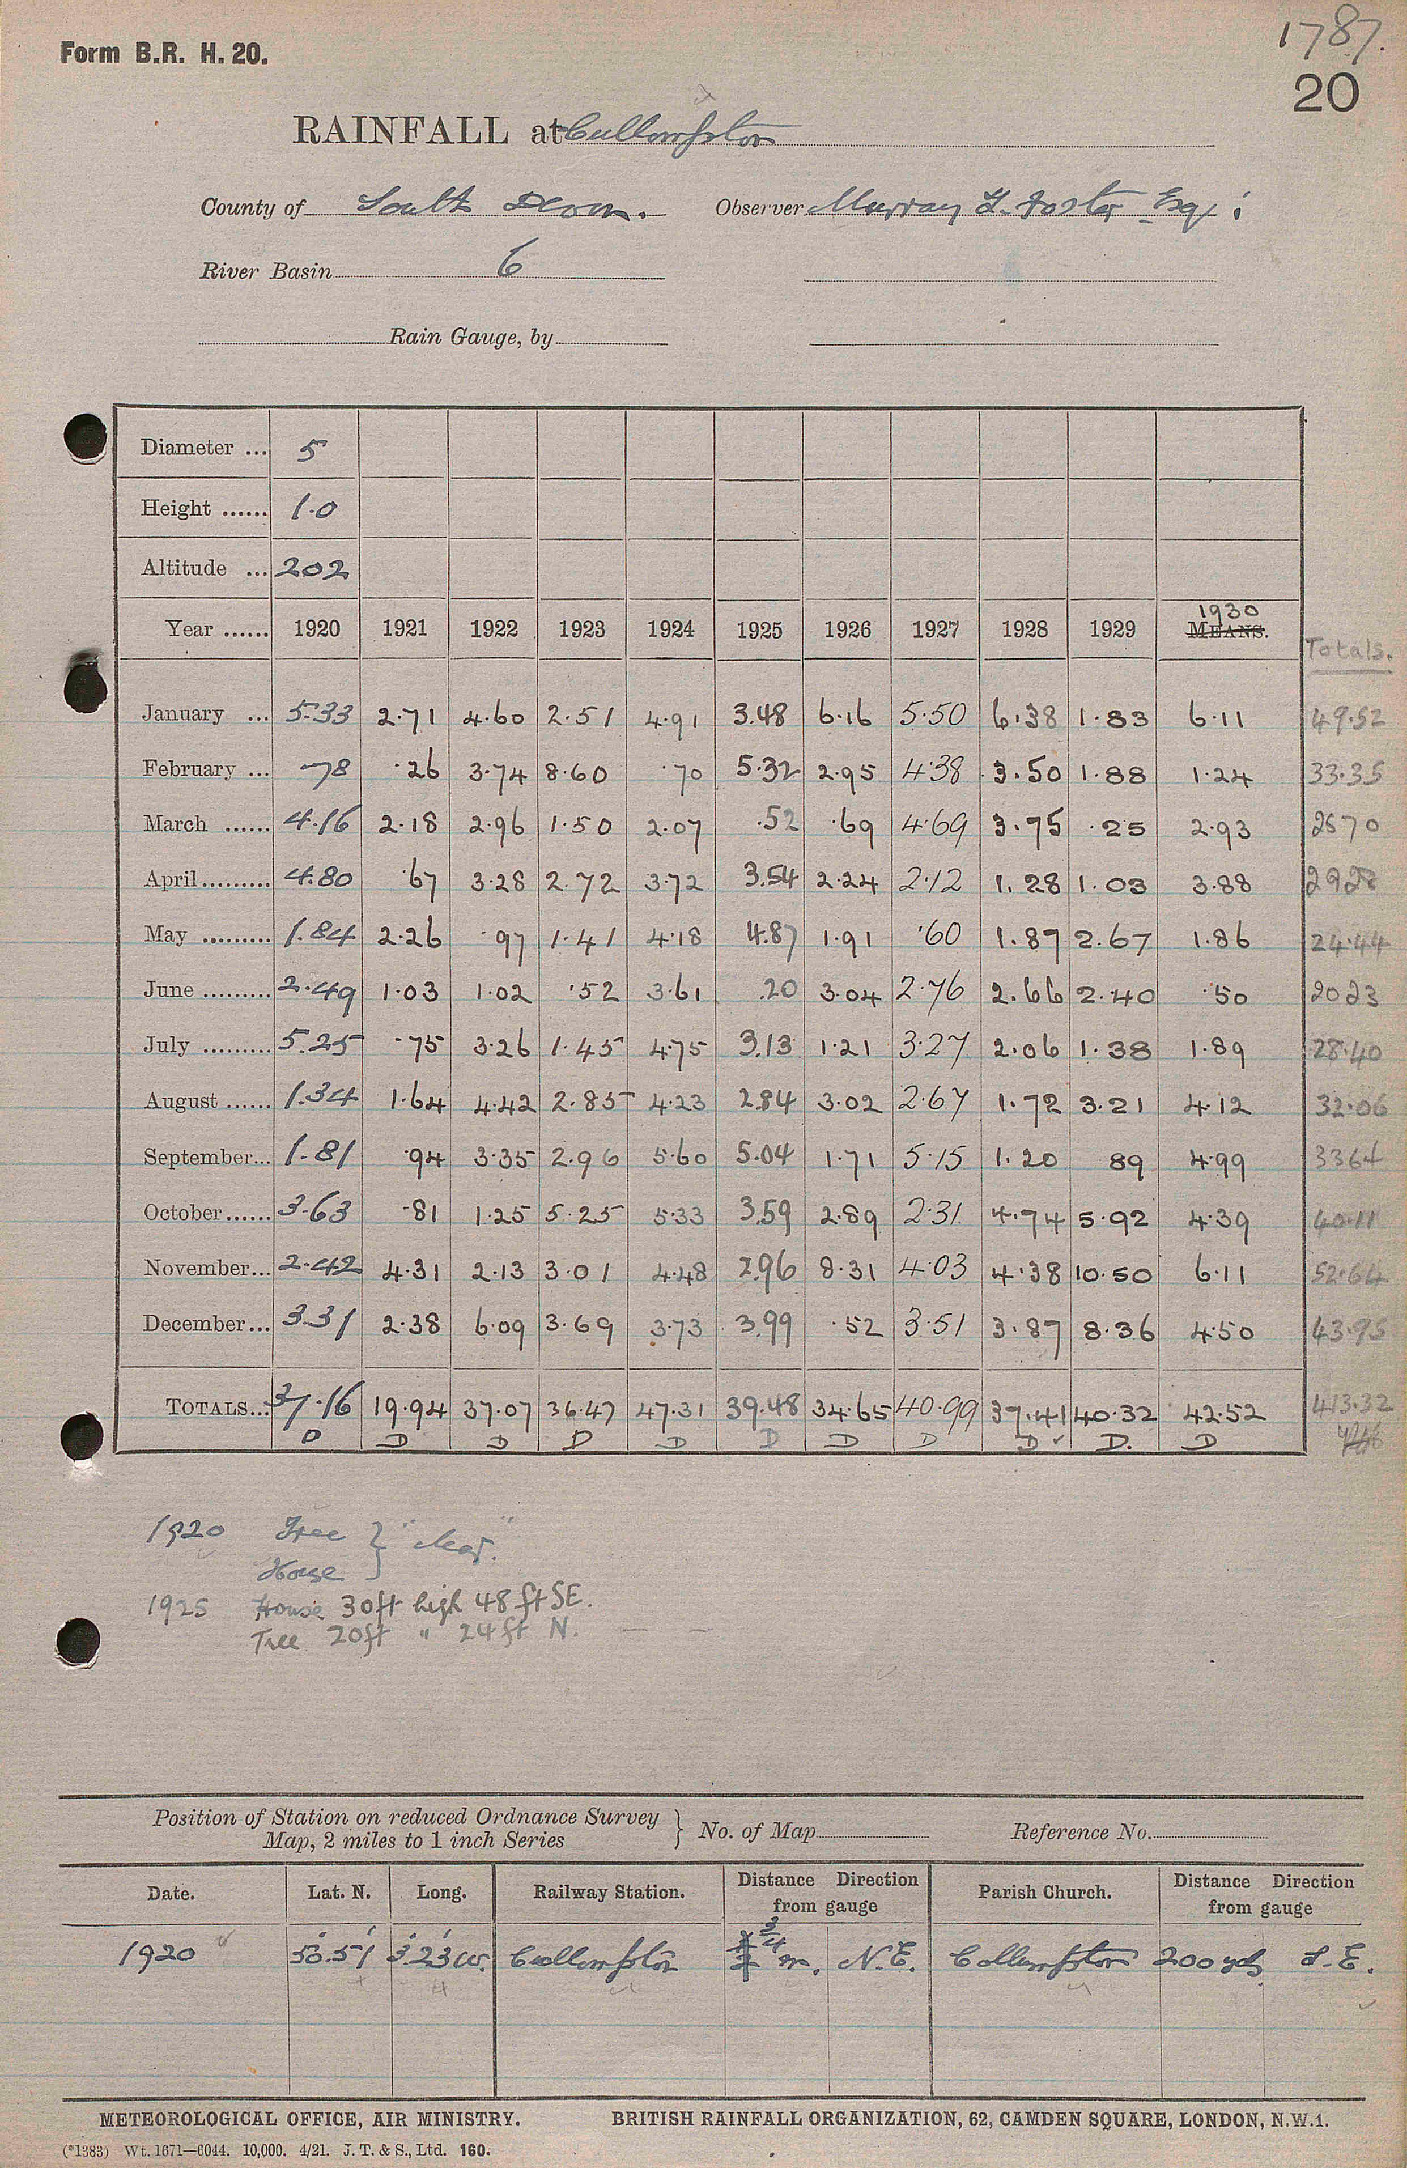 1787.
Form B.R. H. 20.
20
RAINFALL at Cullompton
County of South Devon. Observer Murray T. Foster Esq;
River Basin 6
Rain Gauge, by
Diameter ... 5
Height ...... 1.0
Altitude ... 202
1930
Year ...... 1920 1921 1922 1923 1924 1925 1926 1927 1928 1929 MEANS. Totals.
January ... 5.33 2.71 4.60 2.51 4.91 3.48 6.16 5.50 6.38 1.83 6.11 49.52
February ... .78 .26 3.74 8.60 .70 5.32 2.95 4.38 3.50 1.88 1.24 33.35
March ...... 4.16 2.18 2.96 1.50 2.07 .52 .69 4.69 3.75 .25 2.93 2570
April ......... 4.80 .67 3.28 2.72 3.72 3.54 2.24 2.12 1.28 1.03 3.88 2928
May ......... 1.84 2.26 .97 1.41 4.18 4.87 1.91 .60 1.87 2.67 1.86 24.44
June ......... 2.49 1.03 1.02 .52 3.61 .20 3.04 2.76 2.66 2.40 .50 2023
July ......... 5.25 .75 3.26 1.45 4.75 3.13 1.21 3.27 2.06 1.38 1.89 28.40
August ...... 1.34 1.64 4.42 2.85 4.23 2.84 3.02 2.67 1.72 3.21 4.12 32.06
September... 1.81 .94 3.35 2.96 5.60 5.04 1.71 5.15 1.20 89 4.99 3364
October...... 3.63 .81 1.25 5.25 5.33 3.59 2.89 2.31 4.74 5.92 4.39 40.11
November... 2.42 4.31 2.13 3.01 4.48 2.96 8.31 4.03 4.38 10.50 6.11 52.64
December... 3.31 2.38 6.09 3.69 3.73 3.99 .52 3.51 3.87 8.36 4.50 43.95
TOTALS... 37.16 19.94 37.07 36.47 47.31 39.48 34.65 40.99 37.41 40.32 42.52 413.32
D D D D D D D D D D. D
1920 Tree } "clear."
House
1925 House 30ft high 48ft SE.
Tree 20ft " 24ft N. — —
Position of Station on reduced Ordnance Survey
Map, 2 miles to 1 inch Series } No. of Map Reference No.
Date. Lat. N. Long. Railway Station. Distance Direction from gauge Parish Church. Distance Direction from gauge
1920 50.51 3.23W. Cullompton 3/4 m. N.E. Cullompton 200 yds S.E.
METEOROLOGICAL OFFICE, AIR MINISTRY. BRITISH RAINFALL ORGANIZATION, 62, CAMDEN SQUARE, LONDON, N.W.1.
(*1383) Wt. 1671—6044. 10,000. 4/21. J. T. & S., Ltd. 160.